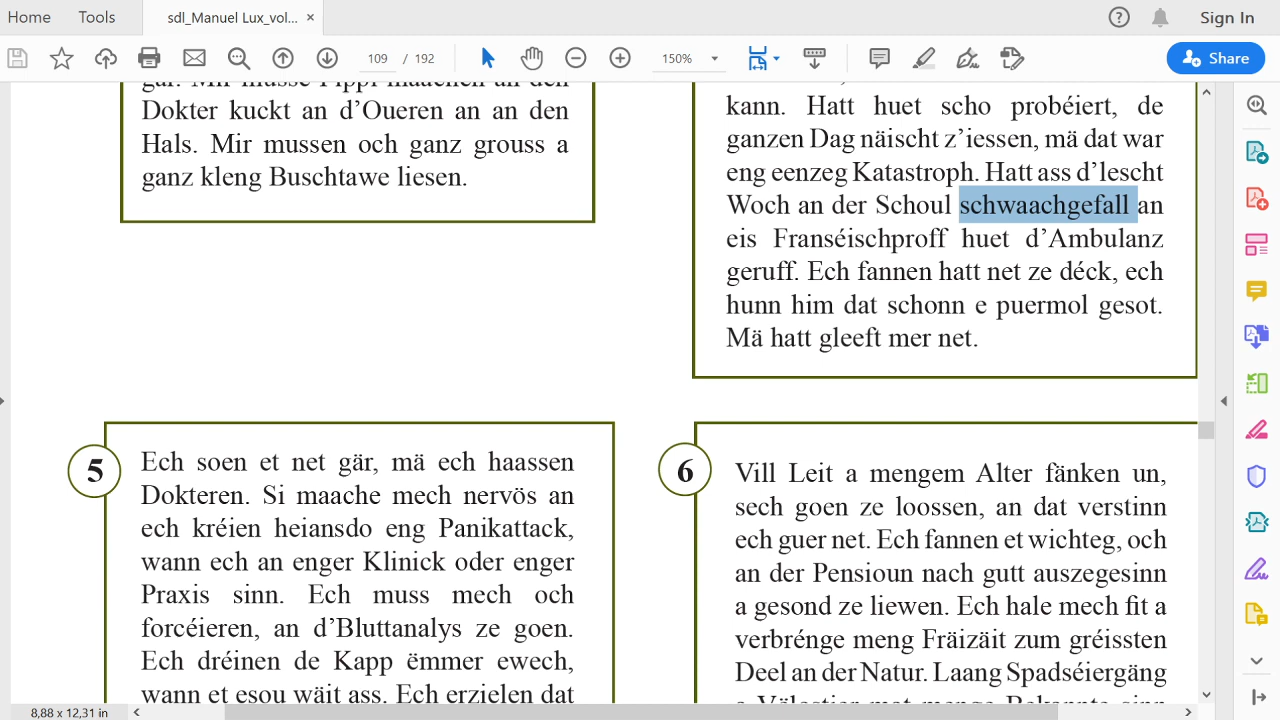 Home
Tools
sdl_Manuel Lux_vol... ×
Sign In
109 / 192
150%
Share
gär. Mir musse Pippi maachen an den
Dokter kuckt an d'Oueren an an den
Hals. Mir mussen och ganz grouss a
ganz kleng Buschtawe liesen.
kann. Hatt huet scho probéiert, de
ganzen Dag näischt z'iessen, mä dat war
eng eenzeg Katastroph. Hatt ass d'lescht
Woch an der Schoul schwaachgefall an
eis Franséischproff huet d'Ambulanz
geruff. Ech fannen hatt net ze déck, ech
hunn him dat schonn e puermol gesot.
Mä hatt gleeft mer net.
5
Ech soen et net gär, mä ech haassen
Dokteren. Si maache mech nervös an
ech kréien heiansdo eng Panikattack,
wann ech an enger Klinick oder enger
Praxis sinn. Ech muss mech och
forcéieren, an d'Bluttanalys ze goen.
Ech dréinen de Kapp ëmmer ewech,
wann et esou wäit ass. Ech erzielen dat
6
Vill Leit a mengem Alter fänken un,
sech goen ze loossen, an dat verstinn
ech guer net. Ech fannen et wichteg, och
an der Pensioun nach gutt auszegesinn
a gesond ze liewen. Ech hale mech fit a
verbrénge meng Fräizäit zum gréissten
Deel an der Natur. Laang Spadséiergäng
8,88 x 12,31 in